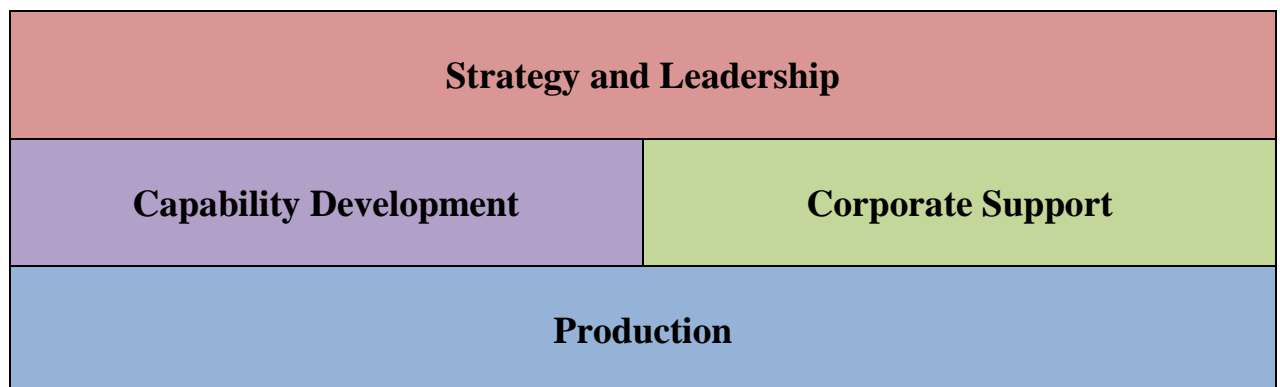 Strategy and Leadership
Capability Development
Corporate Support
Production